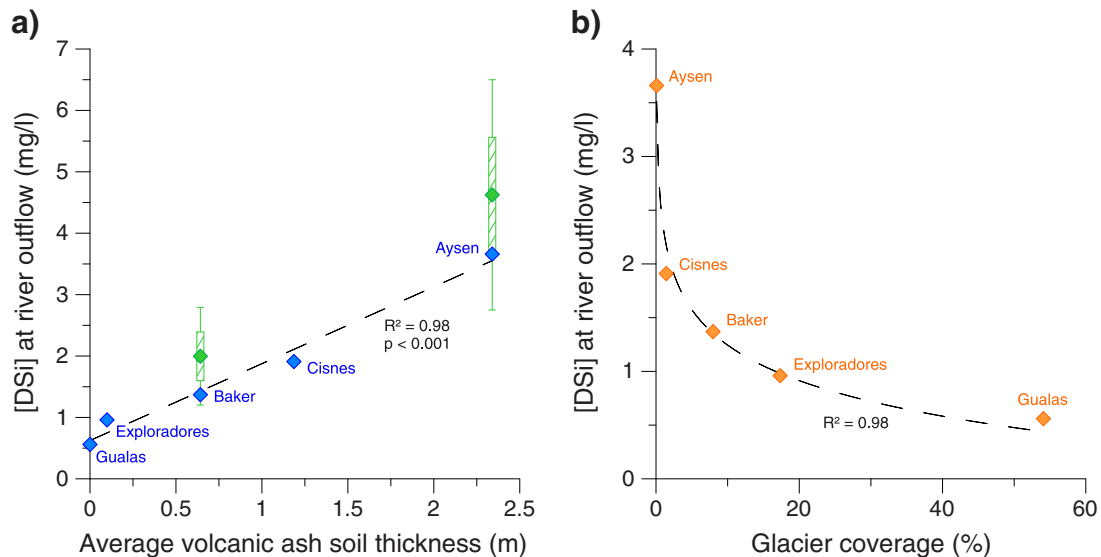 a)
[DSi] at river outflow (mg/l)
7
6
5
4
3
2
1
0
Aysen
R² = 0.98
p < 0.001
Cisnes
Baker
Exploradores
Gualas
0 0.5 1 1.5 2 2.5
Average volcanic ash soil thickness (m)
b)
[DSi] at river outflow (mg/l)
4
3
2
1
0
Aysen
Cisnes
Baker
Exploradores
Gualas
R² = 0.98
0 20 40 60
Glacier coverage (%)